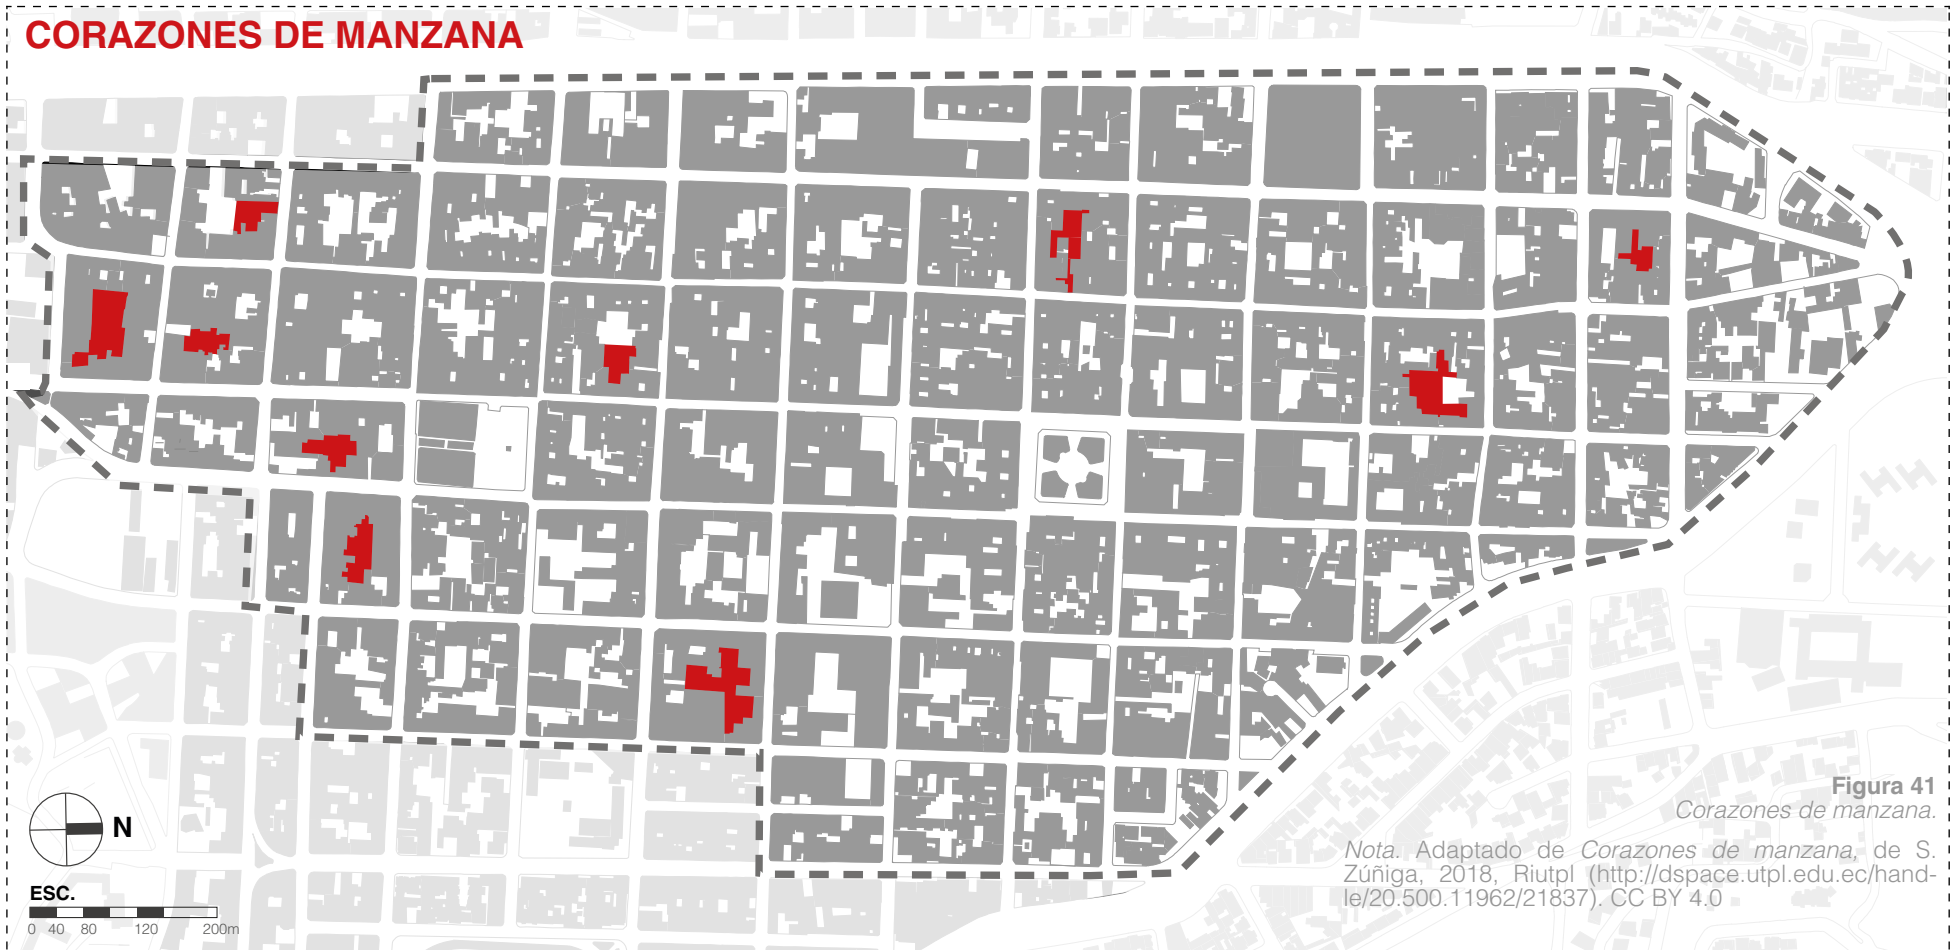 CORAZONES DE MANZANA
N
ESC.
0 40 80 120 200m
Figura 41
Corazones de manzana.
Nota. Adaptado de Corazones de manzana, de S.
Zúñiga, 2018, Riutpl (http://dspace.utpl.edu.ec/hand-
le/20.500.11962/21837). CC BY 4.0